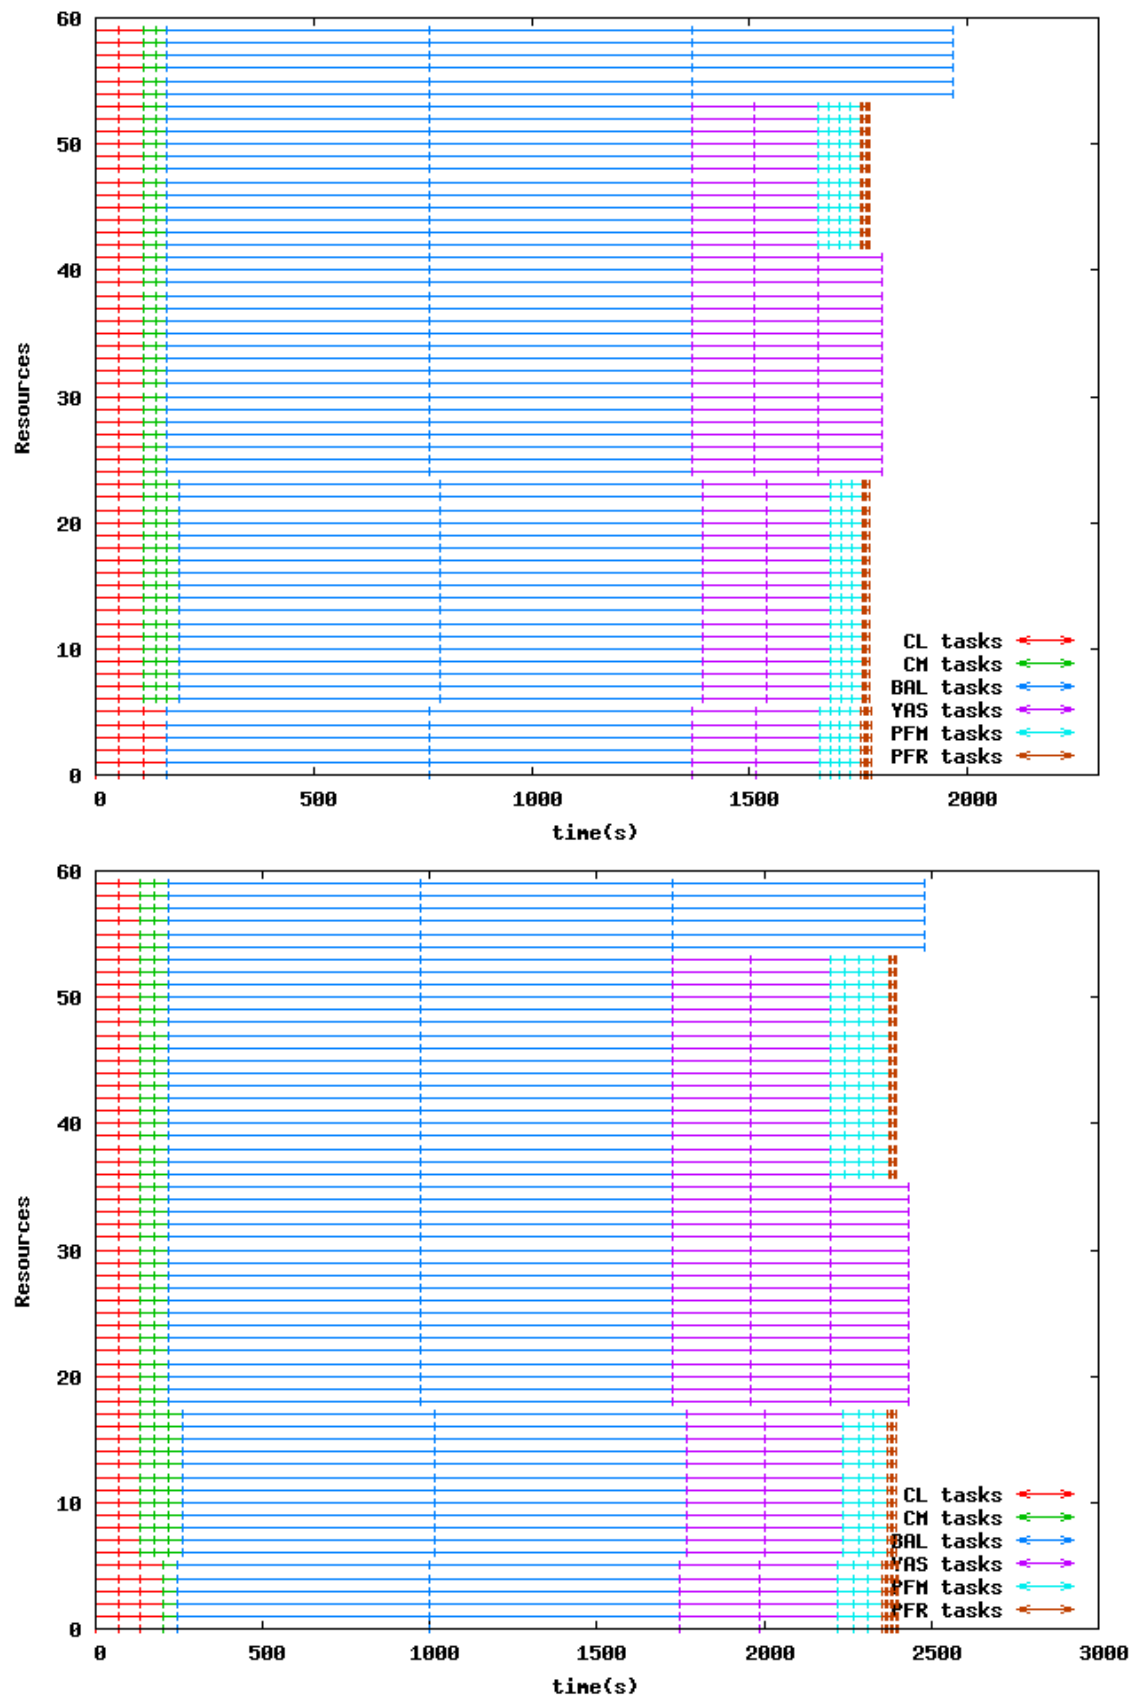 60
50
40
30
20
10
0
Resources
CL tasks
CM tasks
BAL tasks
YAS tasks
PFM tasks
PFR tasks
0 500 1000 1500 2000
time(s)
60
50
40
30
20
10
0
Resources
CL tasks
CM tasks
BAL tasks
YAS tasks
PFM tasks
PFR tasks
0 500 1000 1500 2000 2500 3000
time(s)